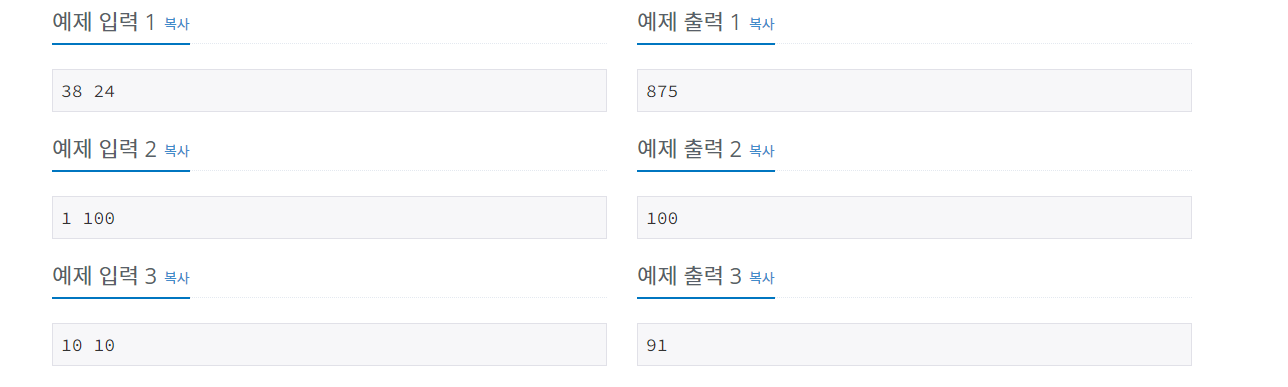 예제 입력 1 복사
예제 출력 1 복사
38 24
875
예제 입력 2 복사
예제 출력 2 복사
1 100
100
예제 입력 3 복사
예제 출력 3 복사
10 10
91